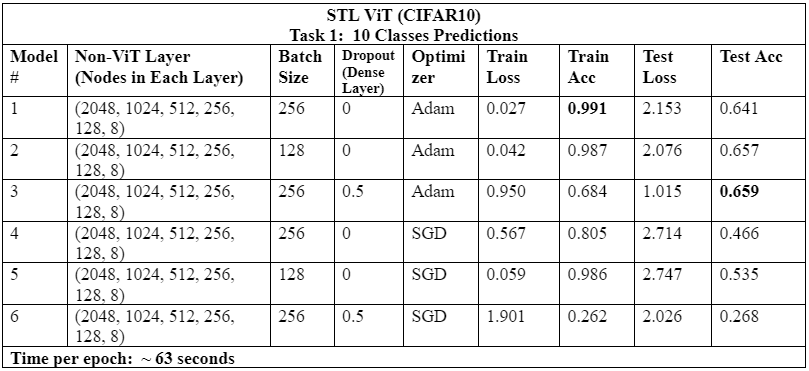 STL ViT (CIFAR10)
Task 1: 10 Classes Predictions
Model # Non-ViT Layer (Nodes in Each Layer) Batch Size Dropout (Dense Layer) Optimi zer Train Loss Train Acc Test Loss Test Acc
1 (2048, 1024, 512, 256, 128, 8) 256 0 Adam 0.027 0.991 2.153 0.641
2 (2048, 1024, 512, 256, 128, 8) 128 0 Adam 0.042 0.987 2.076 0.657
3 (2048, 1024, 512, 256, 128, 8) 256 0.5 Adam 0.950 0.684 1.015 0.659
4 (2048, 1024, 512, 256, 128, 8) 256 0 SGD 0.567 0.805 2.714 0.466
5 (2048, 1024, 512, 256, 128, 8) 128 0 SGD 0.059 0.986 2.747 0.535
6 (2048, 1024, 512, 256, 128, 8) 256 0.5 SGD 1.901 0.262 2.026 0.268
Time per epoch: ~ 63 seconds